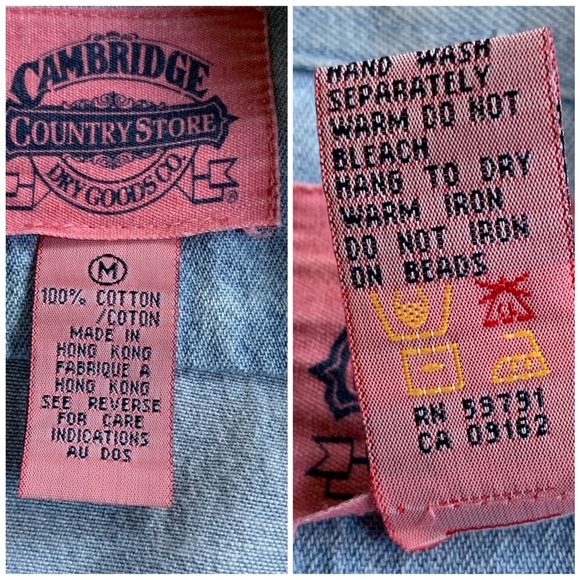 CAMBRIDGE
COUNTRY STORE
DRY GOODS CO.
®
M
100% COTTON
/COTON
MADE IN
HONG KONG
FABRIQUE A
HONG KONG
SEE REVERSE
FOR CARE
INDICATIONS
AU DOS
HAND WASH
SEPARATELY
WARM DO NOT
BLEACH
HANG TO DRY
WARM IRON
DO NOT IRON
ON BEADS
RN 59791
CA 09162